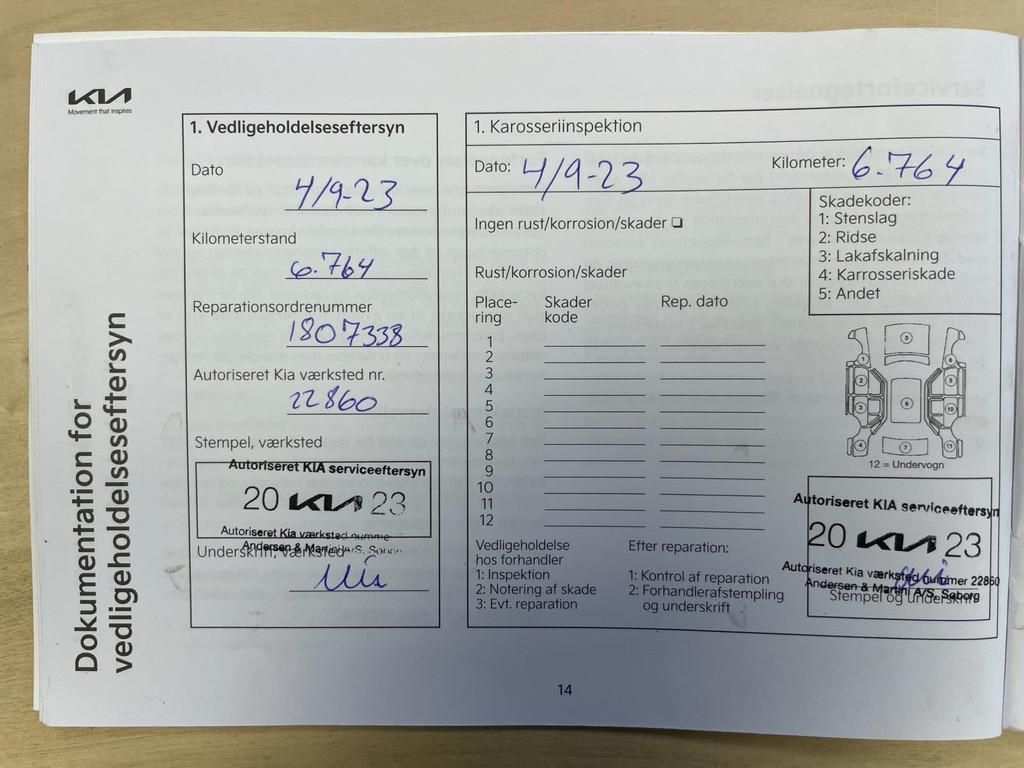 KIA
Movement that inspires
Dokumentation for
vedligeholdelseseftersyn
1. Vedligeholdelseseftersyn
Dato
4/9-23
Kilometerstand
6.764
Reparationsordrenummer
1807338
Autoriseret Kia værksted nr.
22860
Stempel, værksted
Autoriseret KIA serviceeftersyn
20 KIA 23
Autoriseret Kia værksted numme
Andersen & Martini A/S, Søborg
Underskrift, værksted
1. Karosseriinspektion
Dato: 4/9-23
Kilometer: 6.764
Ingen rust/korrosion/skader ❏
Rust/korrosion/skader
Place-
ring
Skader
kode
Rep. dato
1
2
3
4
5
6
7
8
9
10
11
12
Skadekoder:
1: Stenslag
2: Ridse
3: Lakafskalning
4: Karrosseriskade
5: Andet
12 = Undervogn
Vedligeholdelse
hos forhandler
1: Inspektion
2: Notering af skade
3: Evt. reparation
Efter reparation:
1: Kontrol af reparation
2: Forhandlerafstempling
og underskrift
Autoriseret KIA serviceeftersyn
20 KIA 23
Autoriseret Kia værksted nummer 22860
Andersen & Martini A/S, Søborg
Stempel og underskrift
14